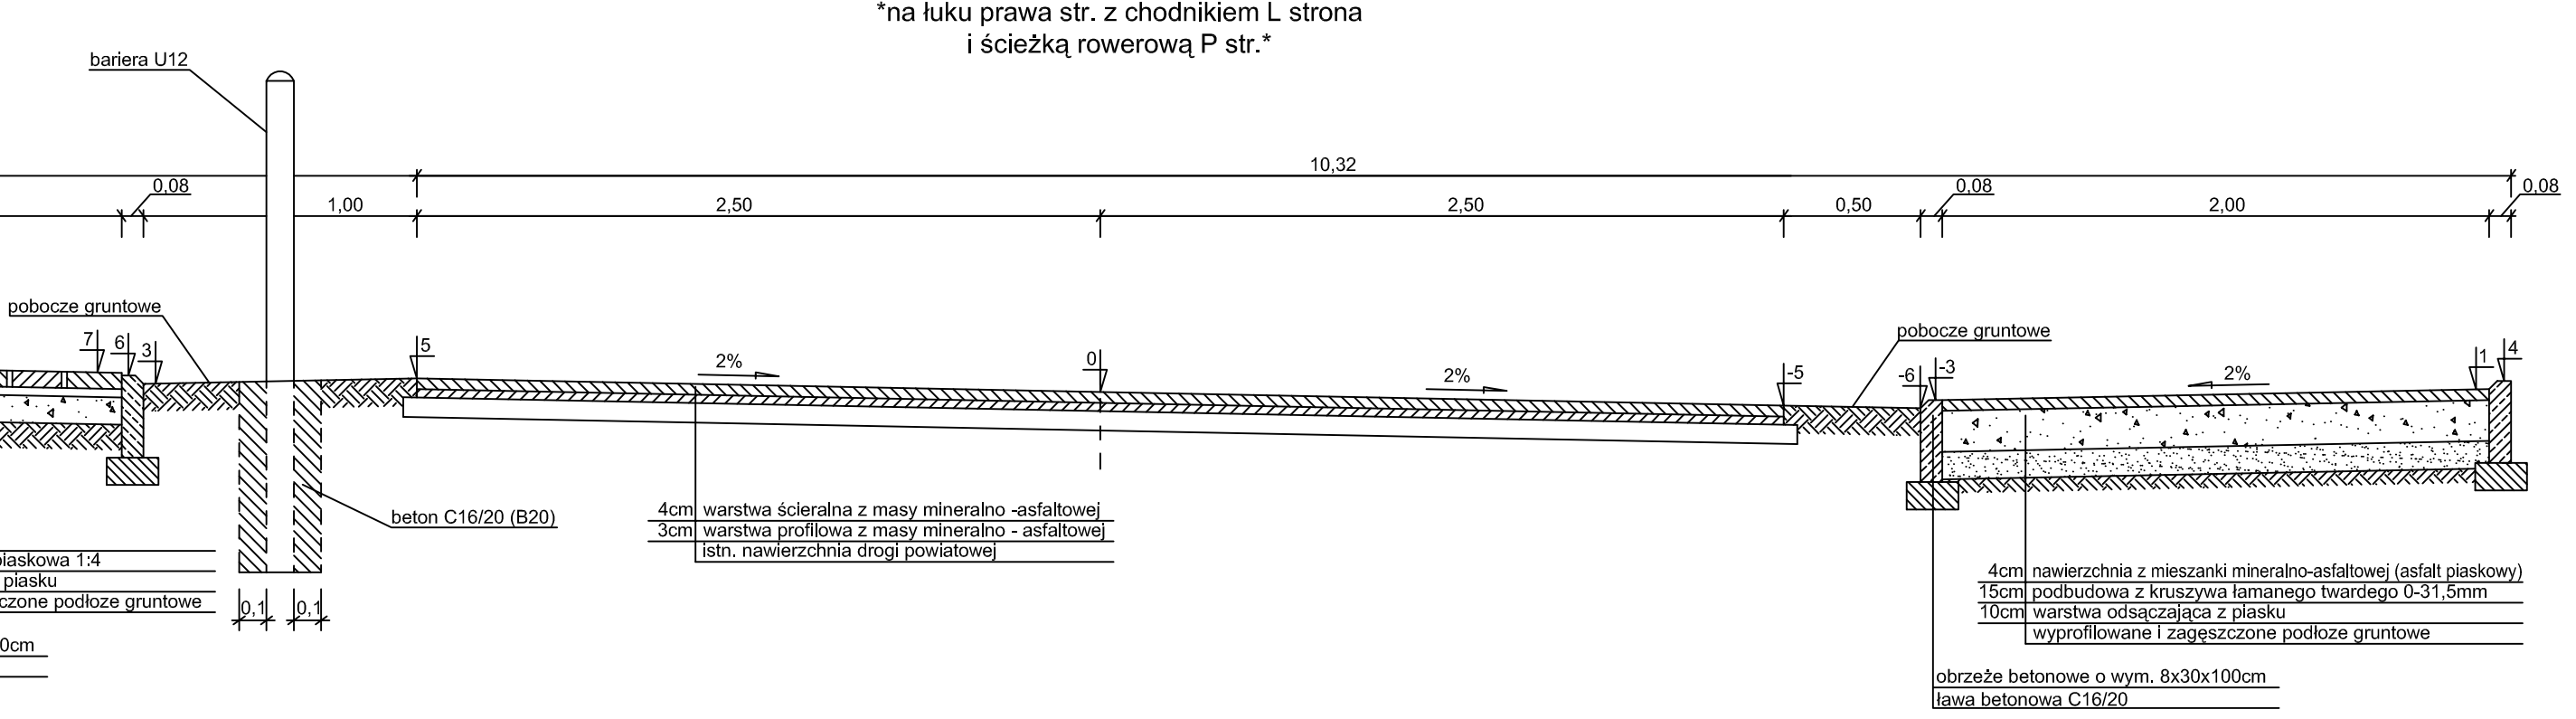 *na łuku prawa str. z chodnikiem L strona
i ścieżką rowerową P str.*
bariera U12
10,32
0,08
0,08
0,08
1,00
2,50
2,50
0,50
2,00
pobocze gruntowe
pobocze gruntowe
7
6
3
5
2%
0
2%
-5
-6
-3
2%
1
4
beton C16/20 (B20)
4cm warstwa ścieralna z masy mineralno -asfaltowej
3cm warstwa profilowa z masy mineralno - asfaltowej
istn. nawierzchnia drogi powiatowej
piaskowa 1:4
piasku
czone podłoze gruntowe
0cm
0,1
0,1
4cm nawierzchnia z mieszanki mineralno-asfaltowej (asfalt piaskowy)
15cm podbudowa z kruszywa łamanego twardego 0-31,5mm
10cm warstwa odsączająca z piasku
wyprofilowane i zagęszczone podłoze gruntowe
obrzeże betonowe o wym. 8x30x100cm
ława betonowa C16/20